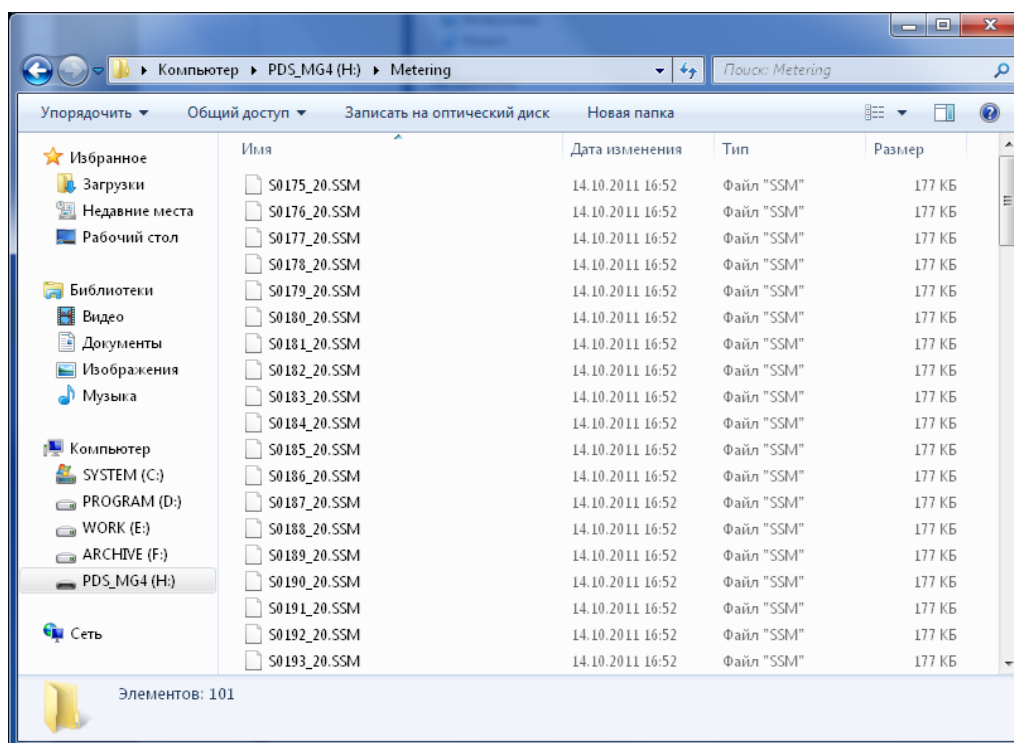 Компьютер ▸ PDS_MG4 (H:) ▸ Metering
Поиск: Metering
Упорядочить Общий доступ Записать на оптический диск Новая папка
Избранное
Загрузки
Недавние места
Рабочий стол
Библиотеки
Видео
Документы
Изображения
Музыка
Компьютер
SYSTEM (C:)
PROGRAM (D:)
WORK (E:)
ARCHIVE (F:)
PDS_MG4 (H:)
Сеть
Имя Дата изменения Тип Размер
S0175_20.SSM 14.10.2011 16:52 Файл "SSM" 177 КБ
S0176_20.SSM 14.10.2011 16:52 Файл "SSM" 177 КБ
S0177_20.SSM 14.10.2011 16:52 Файл "SSM" 177 КБ
S0178_20.SSM 14.10.2011 16:52 Файл "SSM" 177 КБ
S0179_20.SSM 14.10.2011 16:52 Файл "SSM" 177 КБ
S0180_20.SSM 14.10.2011 16:52 Файл "SSM" 177 КБ
S0181_20.SSM 14.10.2011 16:52 Файл "SSM" 177 КБ
S0182_20.SSM 14.10.2011 16:52 Файл "SSM" 177 КБ
S0183_20.SSM 14.10.2011 16:52 Файл "SSM" 177 КБ
S0184_20.SSM 14.10.2011 16:52 Файл "SSM" 177 КБ
S0185_20.SSM 14.10.2011 16:52 Файл "SSM" 177 КБ
S0186_20.SSM 14.10.2011 16:52 Файл "SSM" 177 КБ
S0187_20.SSM 14.10.2011 16:52 Файл "SSM" 177 КБ
S0188_20.SSM 14.10.2011 16:52 Файл "SSM" 177 КБ
S0189_20.SSM 14.10.2011 16:52 Файл "SSM" 177 КБ
S0190_20.SSM 14.10.2011 16:52 Файл "SSM" 177 КБ
S0191_20.SSM 14.10.2011 16:52 Файл "SSM" 177 КБ
S0192_20.SSM 14.10.2011 16:52 Файл "SSM" 177 КБ
S0193_20.SSM 14.10.2011 16:52 Файл "SSM" 177 КБ
Элементов: 101